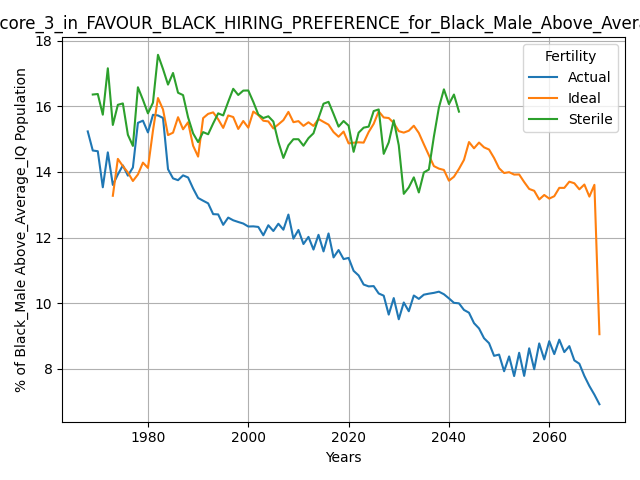 core_3_in_FAVOUR_BLACK_HIRING_PREFERENCE_for_Black_Male_Above_Avera
% of Black_Male Above_Average_IQ Population
18
16
14
12
10
8
Fertility
Actual
Ideal
Sterile
1980
2000
2020
2040
2060
Years